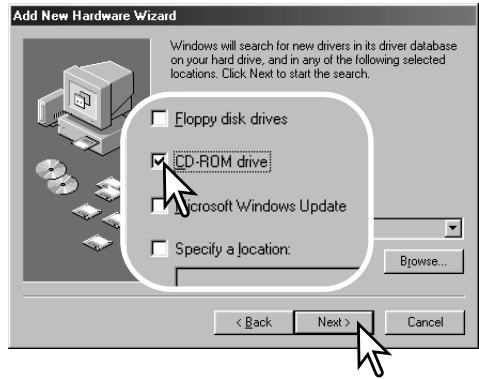 Add New Hardware Wizard
Windows will search for new drivers in its driver database
on your hard drive, and in any of the following selected
locations. Click Next to start the search.
Floppy disk drives
CD-ROM drive
Microsoft Windows Update
Specify a location:
Browse...
< Back
Next >
Cancel